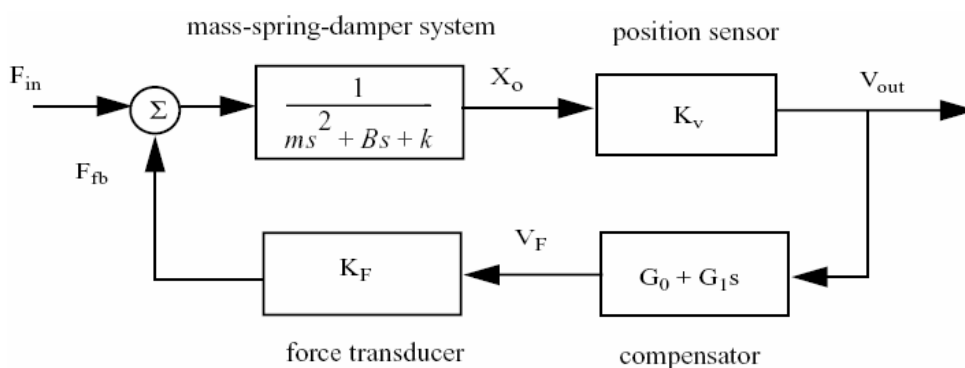 mass-spring-damper system
position sensor
F_in
Σ
1
ms^2 + Bs + k
X_o
K_v
V_out
F_fb
K_F
V_F
G_0 + G_1s
force transducer
compensator